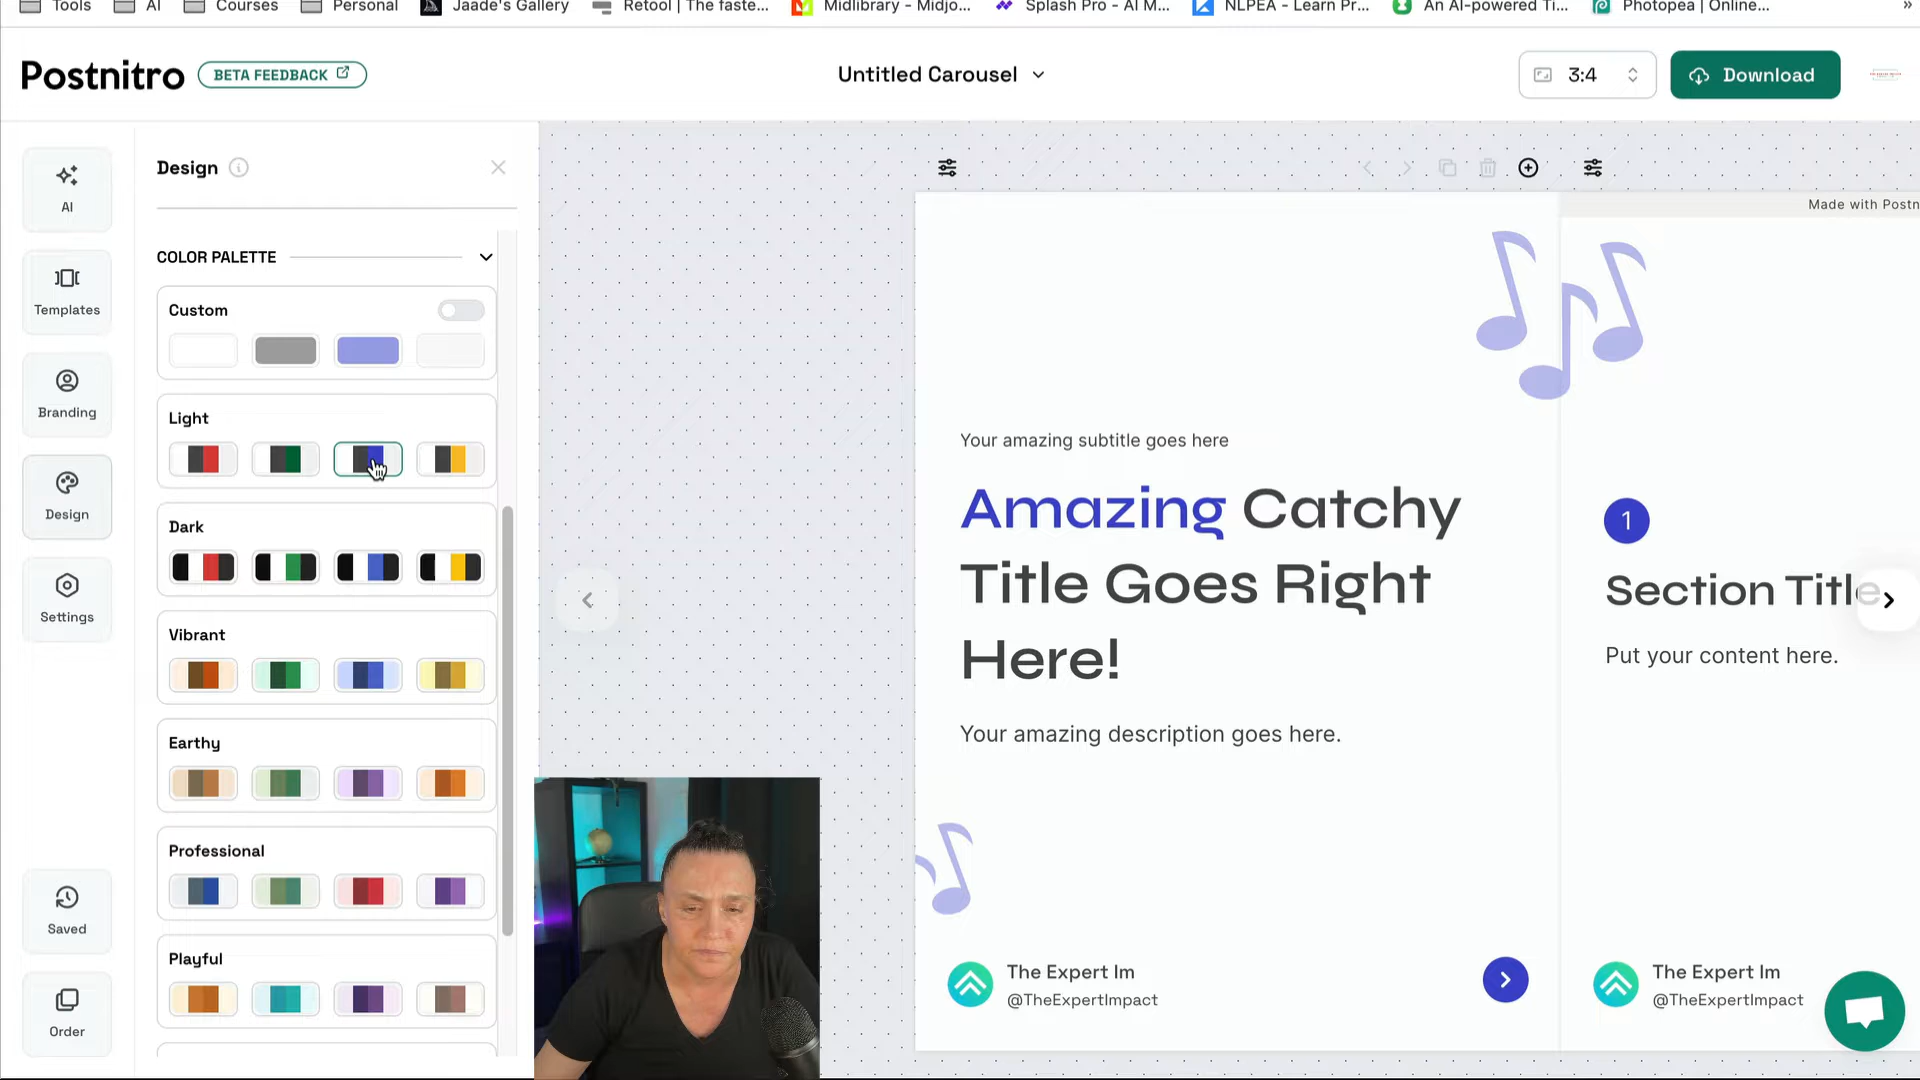 Tools
AI
Courses
Personal
Jaade's Gallery
Retool | The faste...
Midlibrary - Midjo...
Splash Pro - AI M...
NLPEA - Learn Pr...
An AI-powered Ti...
Photopea | Online...
»
Postnitro
BETA FEEDBACK
Untitled Carousel
3:4
Download
AI
Templates
Branding
Design
Settings
Saved
Order
Design
COLOR PALETTE
Custom
Light
Dark
Vibrant
Earthy
Professional
Playful
Your amazing subtitle goes here
Amazing Catchy
Title Goes Right
Here!
Your amazing description goes here.
The Expert Im
@TheExpertImpact
Made with Postn
1
Section Title
Put your content here.
The Expert Im
@TheExpertImpact